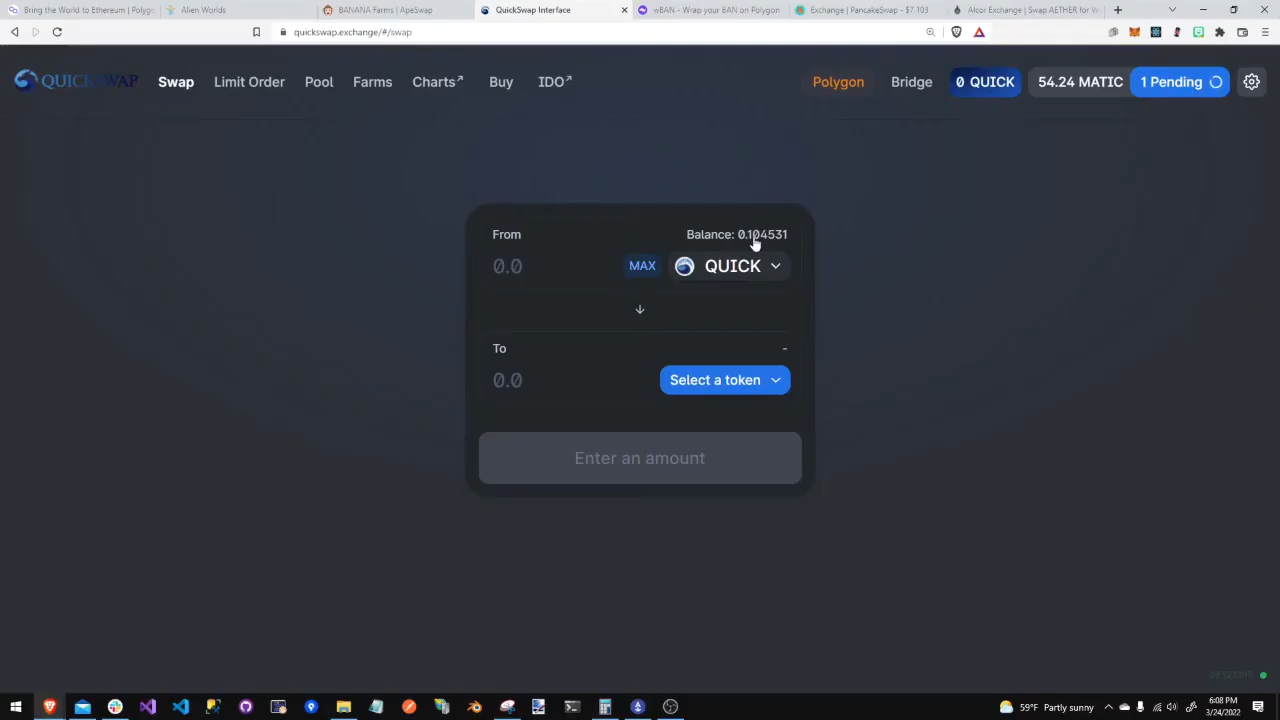 Bring the World to Ethereum | Polygo
Alien Worlds
BANANA Farms | ApeSwap
QuickSwap Interface
wBAN - Wrap your BAN on Polygon
Exchange | PancakeSwap - $7.103
Alcor Exchange | Swap AETHER for W
quickswap.exchange/#/swap
QUICKSWAP
Swap
Limit Order
Pool
Farms
Charts↗
Buy
IDO↗
Polygon
Bridge
0 QUICK
54.24 MATIC
1 Pending
From
Balance: 0.104531
0.0
MAX
QUICK
To
-
0.0
Select a token
Enter an amount
59°F Partly sunny
6:08 PM
3/24/2022